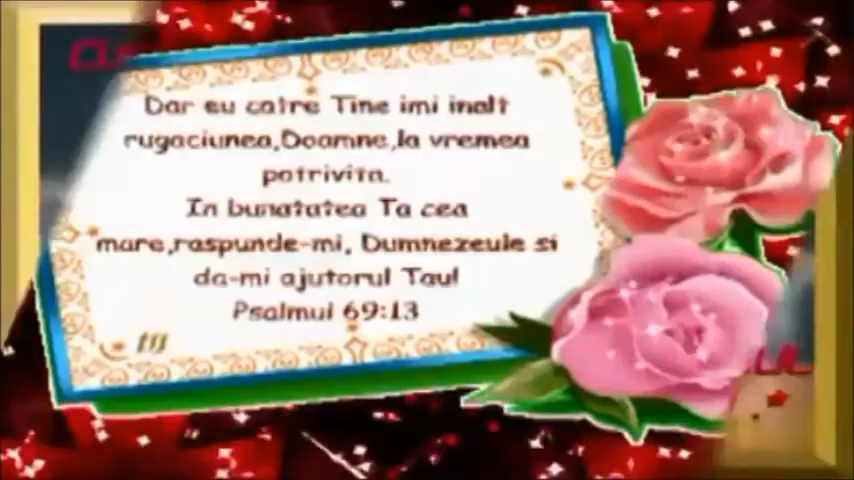 Dar eu catre Tine imi inalt
rugaciunea,Doamne,la vremea
potrivita.
In bunatatea Ta cea
mare,raspunde-mi, Dumnezeule si
da-mi ajutorul Tau!
Psalmul 69:13